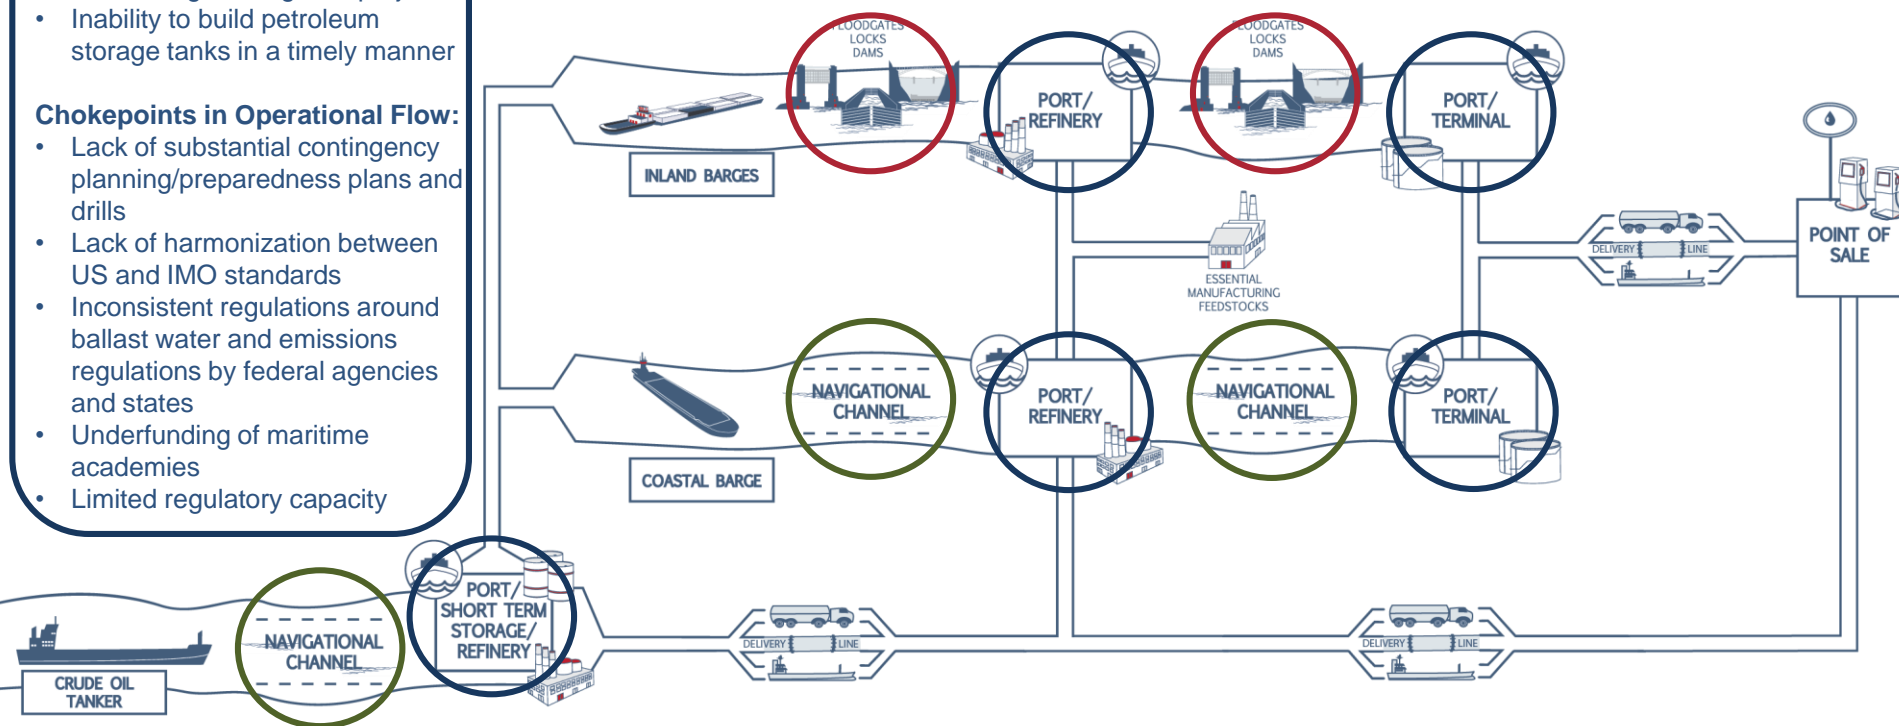 • Inability to build petroleum
storage tanks in a timely manner
Chokepoints in Operational Flow:
• Lack of substantial contingency
planning/preparedness plans and
drills
• Lack of harmonization between
US and IMO standards
• Inconsistent regulations around
ballast water and emissions
regulations by federal agencies
and states
• Underfunding of maritime
academies
• Limited regulatory capacity
FLOODGATES
LOCKS
DAMS
PORT/
REFINERY
FLOODGATES
LOCKS
DAMS
PORT/
TERMINAL
INLAND BARGES
ESSENTIAL
MANUFACTURING
FEEDSTOCKS
DELIVERY LINE
POINT OF
SALE
NAVIGATIONAL
CHANNEL
PORT/
REFINERY
NAVIGATIONAL
CHANNEL
PORT/
TERMINAL
COASTAL BARGE
CRUDE OIL
TANKER
NAVIGATIONAL
CHANNEL
PORT/
SHORT TERM
STORAGE/
REFINERY
DELIVERY LINE
DELIVERY LINE